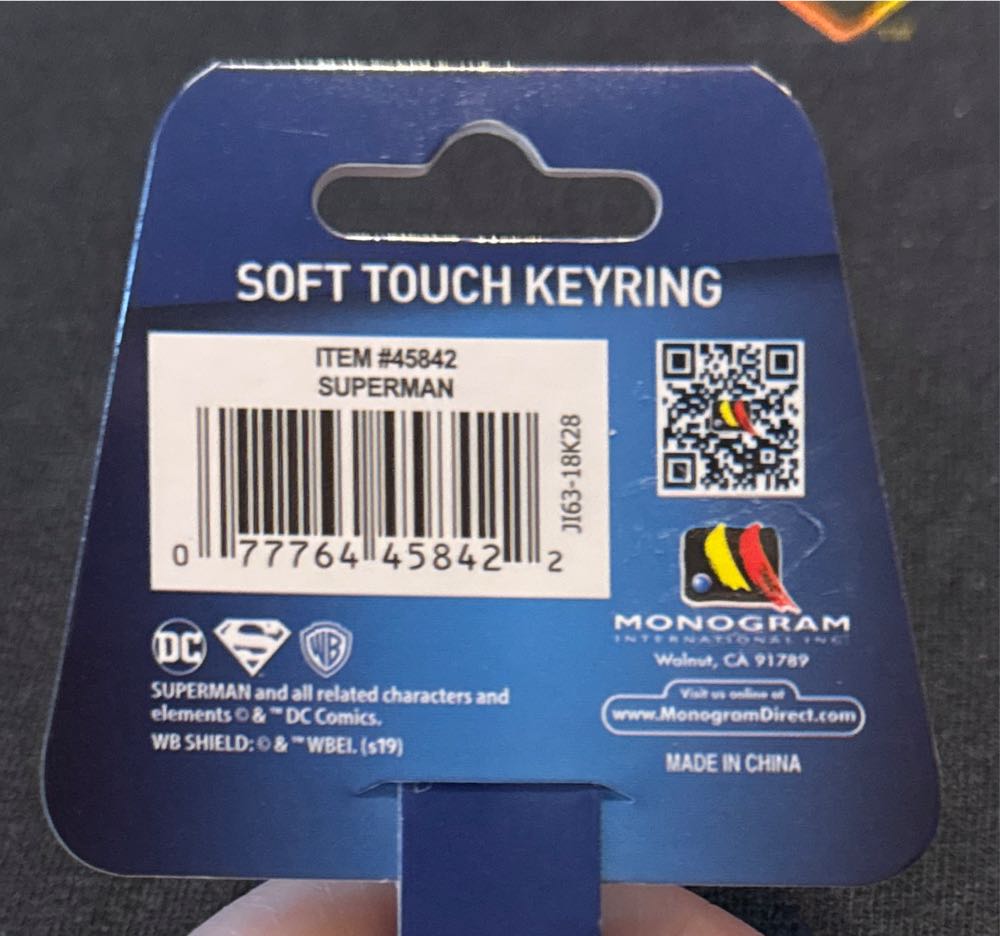 SOFT TOUCH KEYRING
ITEM #45842
SUPERMAN
JI63-18K28
0 77764 45842 2
DC
S
WB
SUPERMAN and all related characters and
elements © & ™ DC Comics.
WB SHIELD: © & ™ WBEI. (s19)
MONOGRAM
INTERNATIONAL INC.
Walnut, CA 91789
Visit us online at
www.MonogramDirect.com
MADE IN CHINA